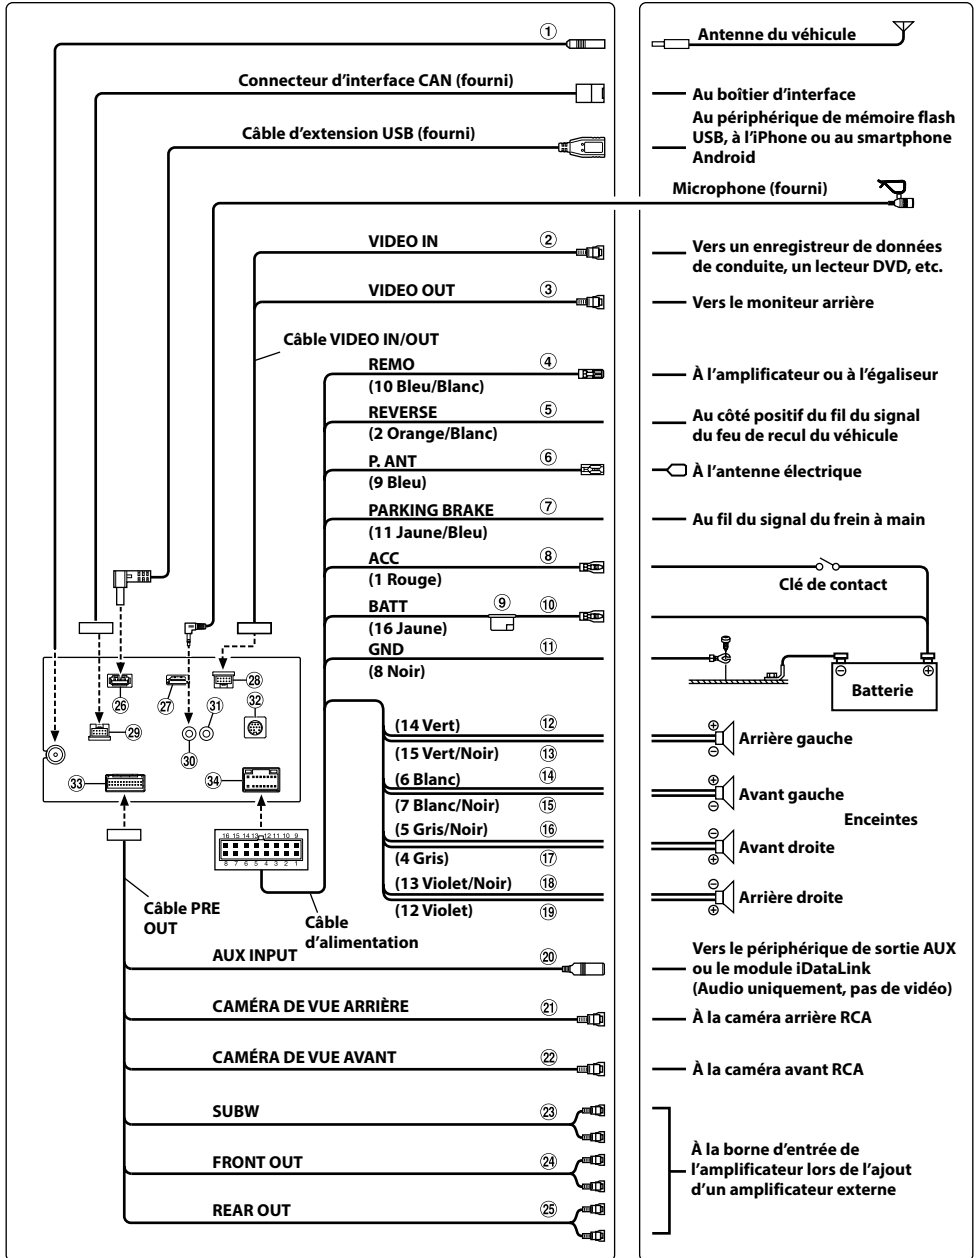 ①
Antenne du véhicule
Connecteur d'interface CAN (fourni)
Au boîtier d'interface
Câble d'extension USB (fourni)
Au périphérique de mémoire flash
USB, à l'iPhone ou au smartphone
Android
Microphone (fourni)
VIDEO IN ②
Vers un enregistreur de données
de conduite, un lecteur DVD, etc.
VIDEO OUT ③
Vers le moniteur arrière
Câble VIDEO IN/OUT
REMO ④
(10 Bleu/Blanc)
À l'amplificateur ou à l'égaliseur
REVERSE ⑤
(2 Orange/Blanc)
Au côté positif du fil du signal
du feu de recul du véhicule
P. ANT ⑥
(9 Bleu)
À l'antenne électrique
PARKING BRAKE ⑦
(11 Jaune/Bleu)
Au fil du signal du frein à main
ACC ⑧
(1 Rouge)
Clé de contact
BATT ⑨ ⑩
(16 Jaune)
GND ⑪
(8 Noir)
⊖ ⊕
Batterie
㉖ ㉗ ㉘
㉙ ㉚ ㉛ ㉜
㉝ ㉞
16 15 14 13 12 11 10 9
8 7 6 5 4 3 2 1
(14 Vert) ⑫
(15 Vert/Noir) ⑬
⊕
⊖
Arrière gauche
(6 Blanc) ⑭
(7 Blanc/Noir) ⑮
⊕
⊖
Avant gauche
Enceintes
(5 Gris/Noir) ⑯
(4 Gris) ⑰
⊖
⊕
Avant droite
(13 Violet/Noir) ⑱
(12 Violet) ⑲
⊖
⊕
Arrière droite
Câble PRE
OUT
Câble
d'alimentation
AUX INPUT ⑳
Vers le périphérique de sortie AUX
ou le module iDataLink
(Audio uniquement, pas de vidéo)
CAMÉRA DE VUE ARRIÈRE ㉑
À la caméra arrière RCA
CAMÉRA DE VUE AVANT ㉒
À la caméra avant RCA
SUBW ㉓
FRONT OUT ㉔
REAR OUT ㉕
À la borne d'entrée de
l'amplificateur lors de l'ajout
d'un amplificateur externe